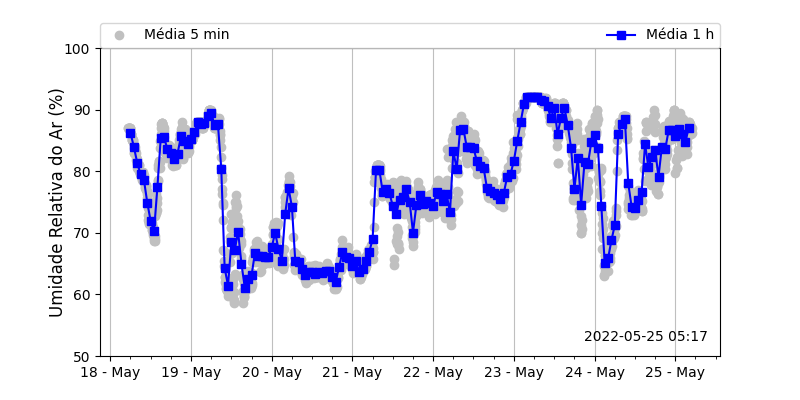 Média 5 min Média 1 h
100
90
80
70
60
50
Umidade Relativa do Ar (%)
2022-05-25 05:17
18 - May 19 - May 20 - May 21 - May 22 - May 23 - May 24 - May 25 - May